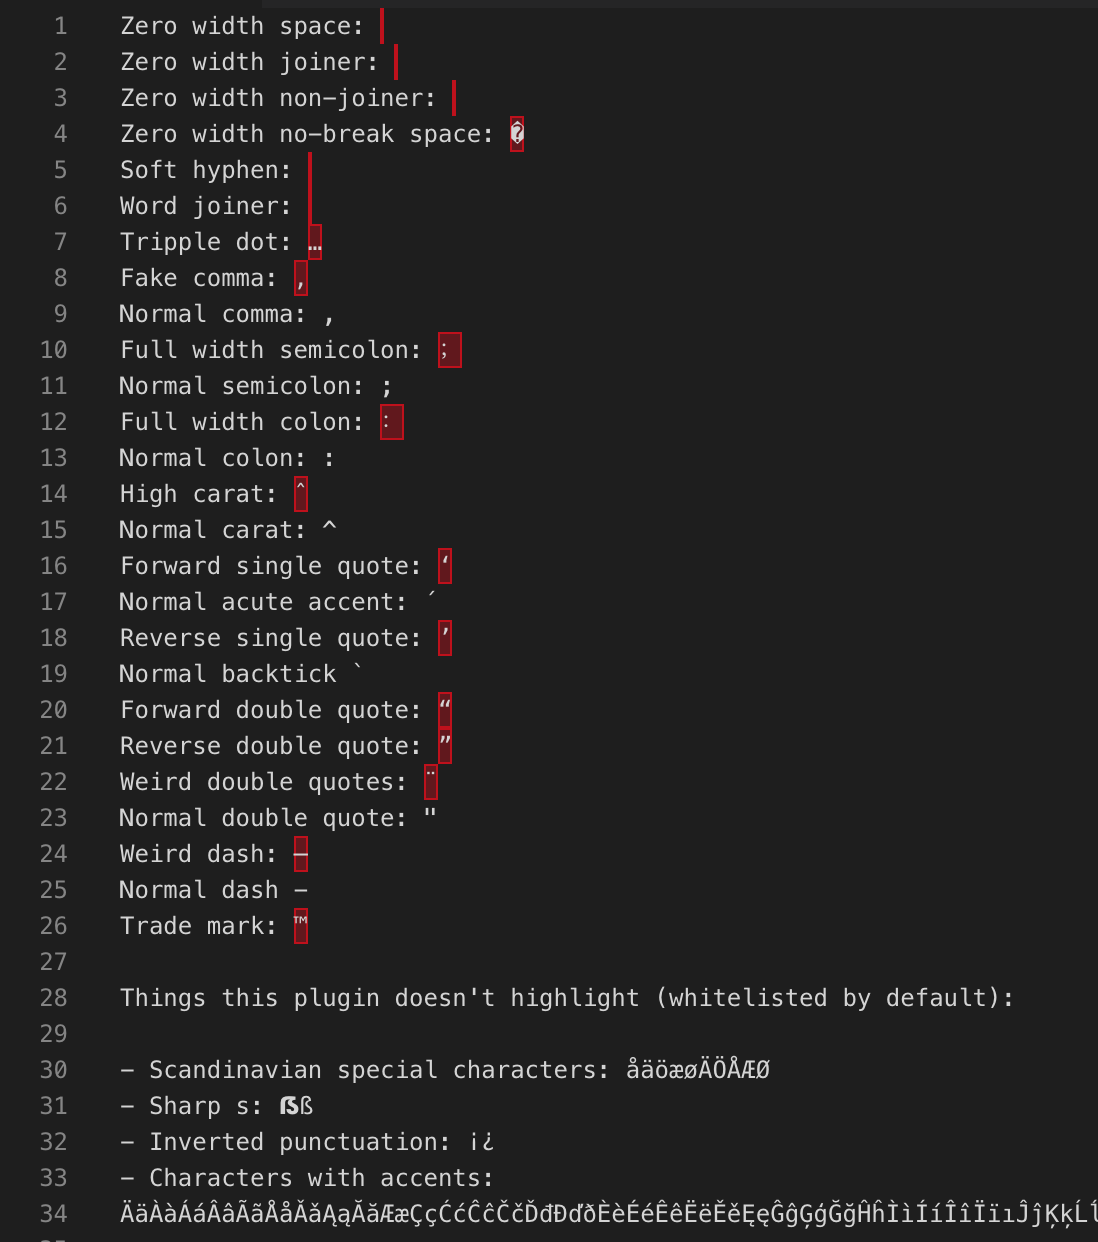 1 Zero width space:
2 Zero width joiner:
3 Zero width non-joiner:
4 Zero width no-break space: �
5 Soft hyphen:
6 Word joiner:
7 Tripple dot: …
8 Fake comma: ‚
9 Normal comma: ,
10 Full width semicolon: ；
11 Normal semicolon: ;
12 Full width colon: ：
13 Normal colon: :
14 High carat: ˆ
15 Normal carat: ^
16 Forward single quote: ‘
17 Normal acute accent: ´
18 Reverse single quote: ’
19 Normal backtick `
20 Forward double quote: “
21 Reverse double quote: ”
22 Weird double quotes: ¨
23 Normal double quote: "
24 Weird dash: —
25 Normal dash -
26 Trade mark: ™
27
28 Things this plugin doesn't highlight (whitelisted by default):
29
30 - Scandinavian special characters: åäöæøÄÖÅÆØ
31 - Sharp s: ẞß
32 - Inverted punctuation: ¡¿
33 - Characters with accents:
34 ÄäÀàÁáÂâÃãÅåǍǎĄąĂăÆæÇçĆćĈĉČčĎđĐďðÈèÉéÊêËëĚěĘęĜĝĢģĞğĤĥÌìÍíÎîÏïıĴĵĶķĹ